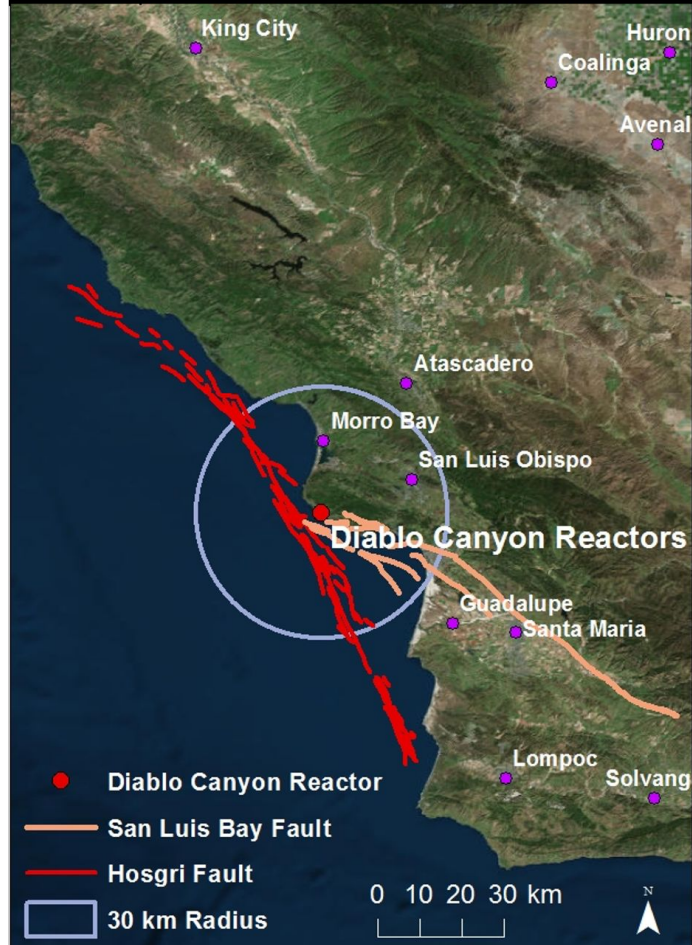 King City
Huron
Coalinga
Avenal
Atascadero
Morro Bay
San Luis Obispo
Diablo Canyon Reactors
Guadalupe
Santa Maria
Lompoc
Solvang
Diablo Canyon Reactor
San Luis Bay Fault
Hosgri Fault
30 km Radius
0 10 20 30 km
N